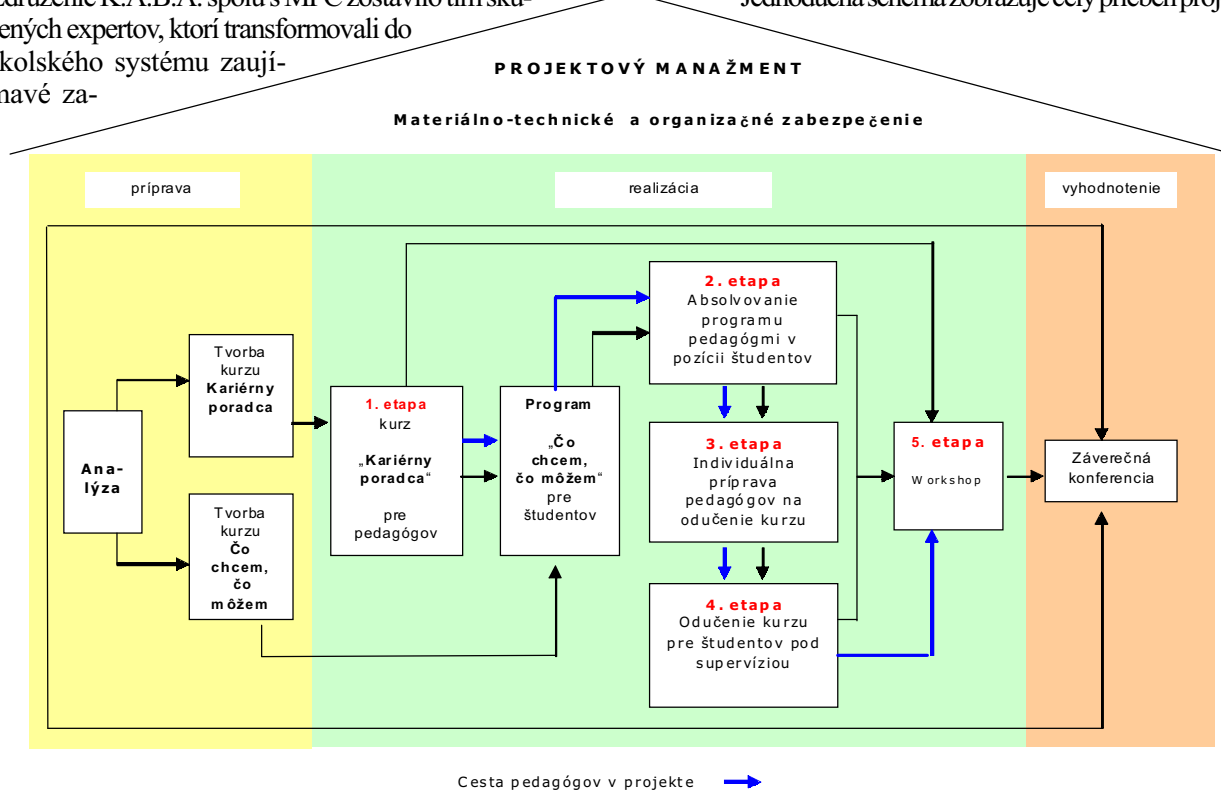 združenie K.A.B.A. spolu s MPC zostavilo tím skú-
ených expertov, ktorí transformovali do
kolského systému zaují-
mavé za-
Jednoduchá schéma zobrazuje celý priebeh proj
PROJEKTOVÝ MANAŽMENT
Materiálno-technické a organizačné zabezpečenie
príprava
realizácia
vyhodnotenie
Ana-
lýza
Tvorba
kurzu
Kariérny
poradca
Tvorba
kurzu
Čo
chcem,
čo
môžem
1. etapa
kurz
„Kariérny
poradca“
pre
pedagógov
Program
„Čo
chcem,
čo môžem“
pre
študentov
2. etapa
Absolvovanie
programu
pedagógmi v
pozícii študentov
3. etapa
Individuálna
príprava
pedagógov na
odučenie kurzu
4. etapa
Odučenie kurzu
pre študentov pod
supervíziou
5. etapa
Workshop
Záverečná
konferencia
Cesta pedagógov v projekte